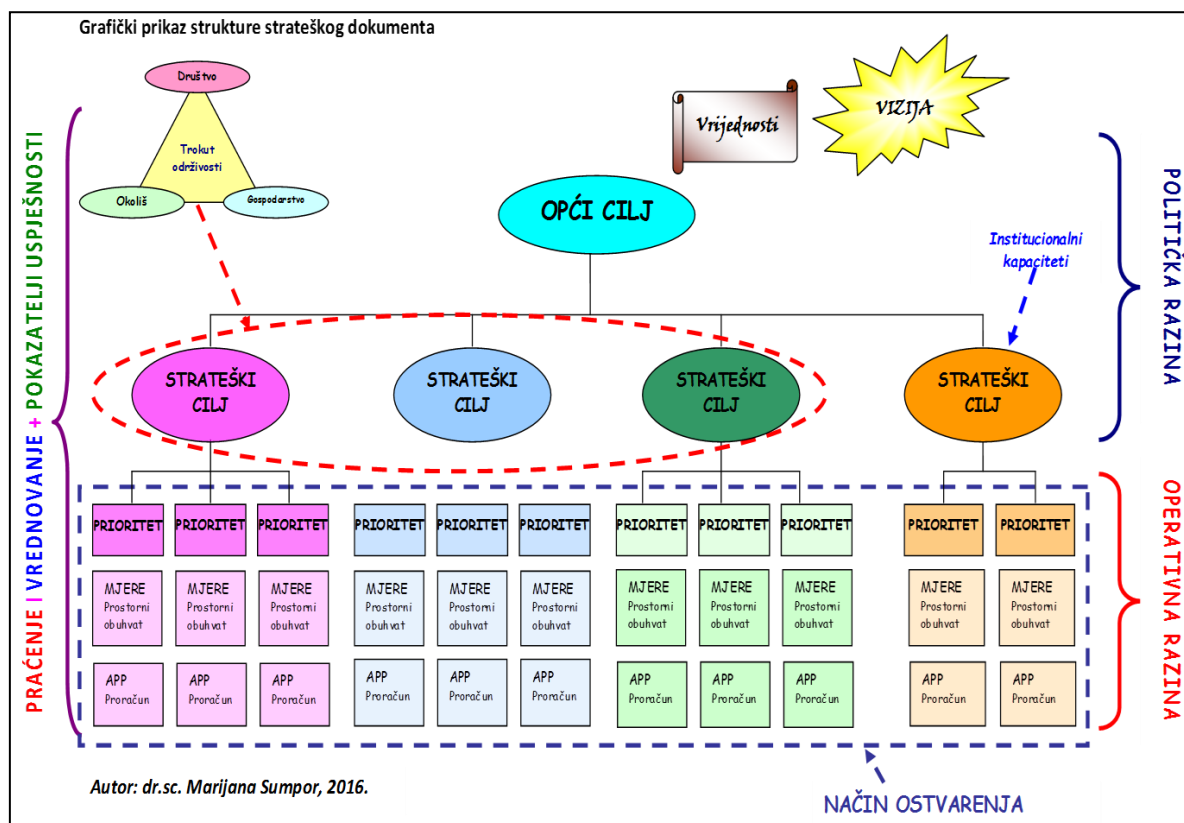 Grafički prikaz strukture strateškog dokumenta
Društvo
Trokut
održivosti
Okoliš
Gospodarstvo
Vrijednosti
VIZIJA
OPĆI CILJ
Institucionalni
kapaciteti
STRATEŠKI
CILJ
STRATEŠKI
CILJ
STRATEŠKI
CILJ
STRATEŠKI
CILJ
PRIORITET PRIORITET PRIORITET PRIORITET PRIORITET PRIORITET PRIORITET PRIORITET PRIORITET PRIORITET PRIORITET
MJERE MJERE MJERE MJERE MJERE MJERE MJERE MJERE MJERE MJERE MJERE
Prostorni Prostorni Prostorni Prostorni Prostorni Prostorni Prostorni Prostorni Prostorni Prostorni Prostorni
obuhvat obuhvat obuhvat obuhvat obuhvat obuhvat obuhvat obuhvat obuhvat obuhvat obuhvat
APP APP APP APP APP APP APP APP APP APP APP
Proračun Proračun Proračun Proračun Proračun Proračun Proračun Proračun Proračun Proračun Proračun
PRAĆENJE I VREDNOVANJE + POKAZATELJI USPJEŠNOSTI
POLITIČKA RAZINA
OPERATIVNA RAZINA
NAČIN OSTVARENJA
Autor: dr.sc. Marijana Sumpor, 2016.